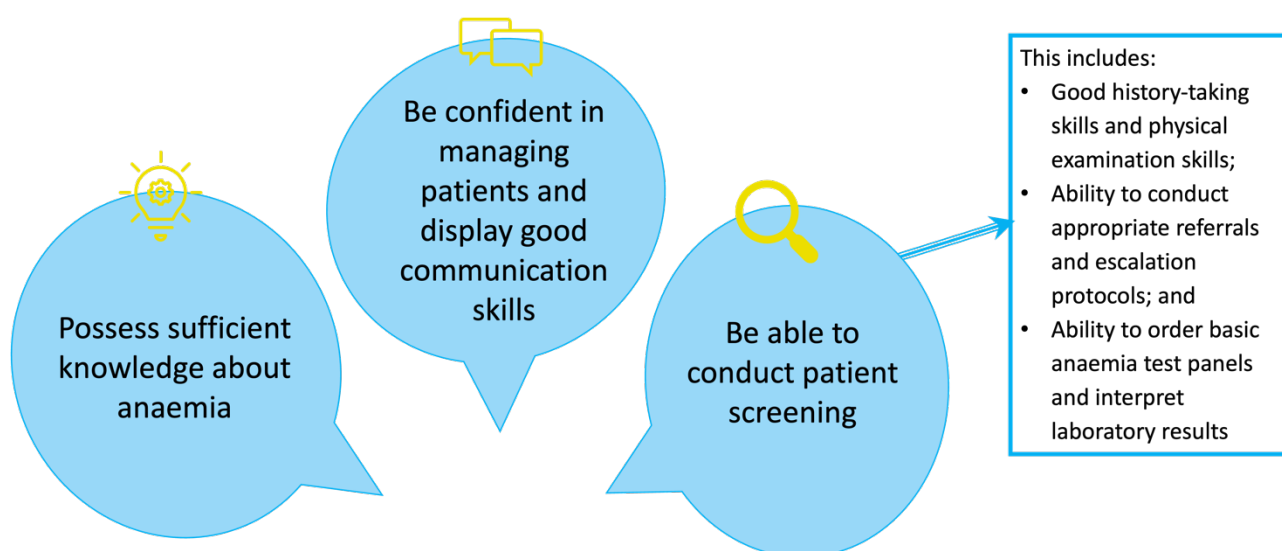 Possess sufficient
knowledge about
anaemia
Be confident in
managing
patients and
display good
communication
skills
Be able to
conduct patient
screening
This includes:
• Good history-taking
skills and physical
examination skills;
• Ability to conduct
appropriate referrals
and escalation
protocols; and
• Ability to order basic
anaemia test panels
and interpret
laboratory results